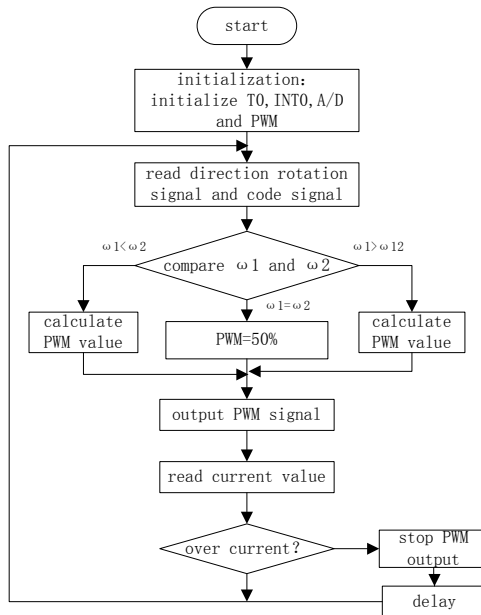 start
initialization:
initialize T0,INT0,A/D
and PWM
read direction rotation
signal and code signal
ω1<ω2
ω1>ω12
compare ω1 and ω2
ω1=ω2
calculate
PWM value
PWM=50%
calculate
PWM value
output PWM signal
read current value
over current?
stop PWM
output
delay